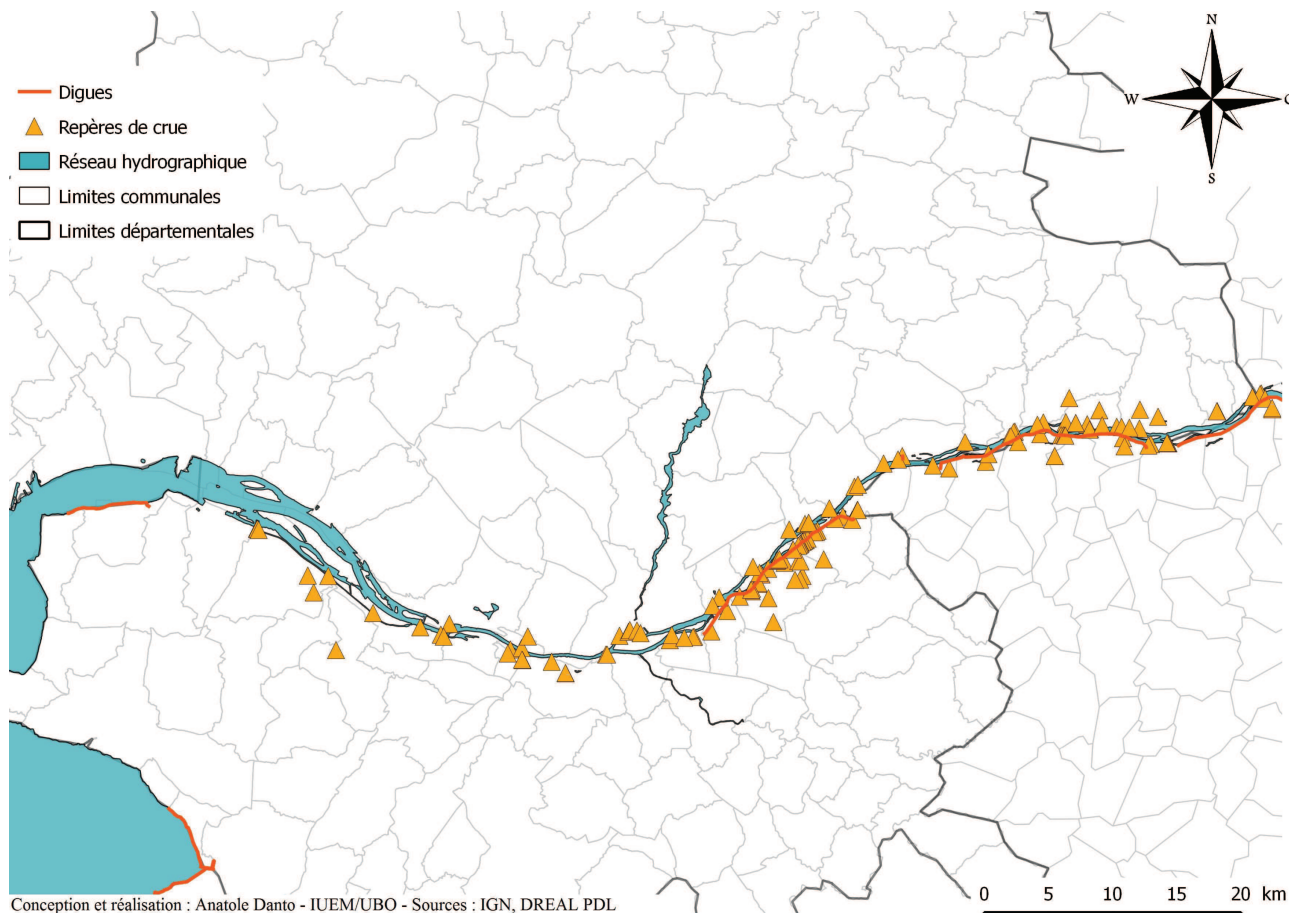 N
W
S
Digues
Repères de crue
Réseau hydrographique
Limites communales
Limites départementales
0 5 10 15 20 km
Conception et réalisation : Anatole Danto - IUEM/UBO - Sources : IGN, DREAL PDL